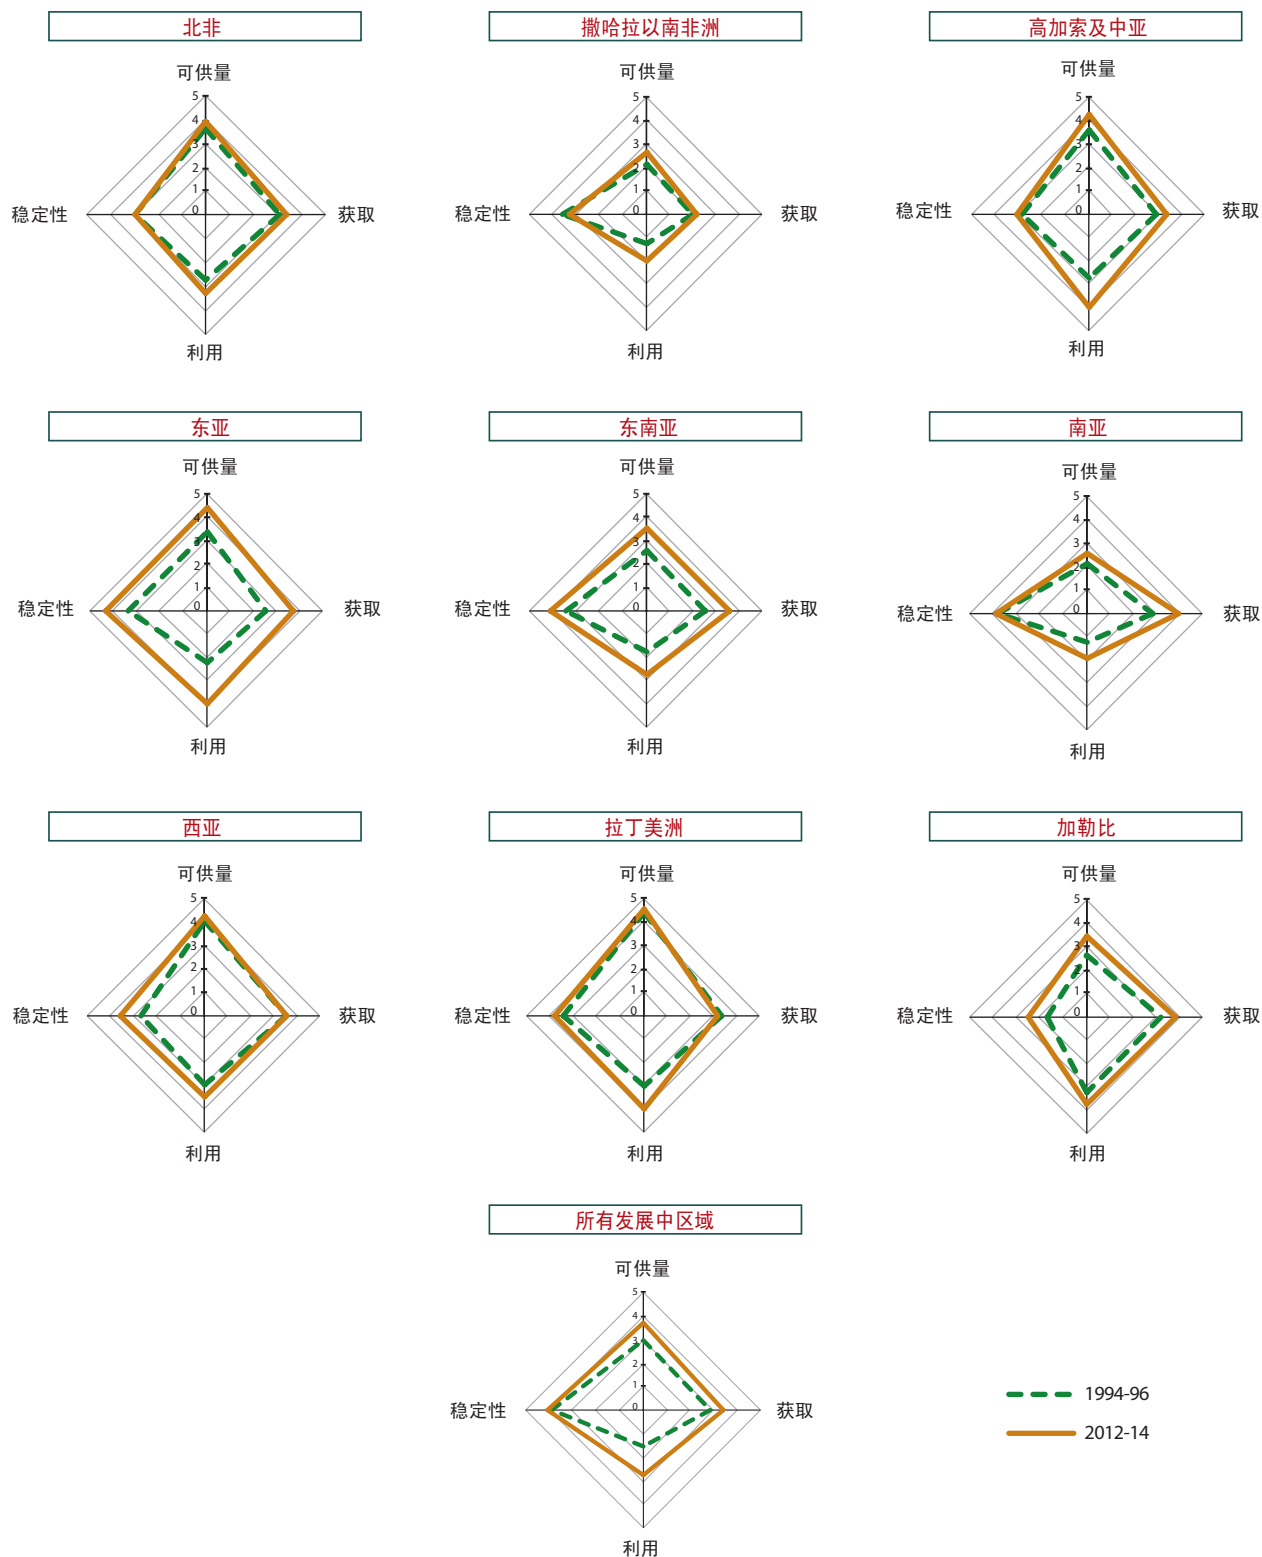 北非
撒哈拉以南非洲
高加索及中亚
可供量
5
4
3
2
1
0
稳定性
获取
利用
可供量
5
4
3
2
1
0
稳定性
获取
利用
可供量
5
4
3
2
1
0
稳定性
获取
利用
东亚
东南亚
南亚
可供量
5
4
3
2
1
0
稳定性
获取
利用
可供量
5
4
3
2
1
0
稳定性
获取
利用
可供量
5
4
3
2
1
0
稳定性
获取
利用
西亚
拉丁美洲
加勒比
可供量
5
4
3
2
1
0
稳定性
获取
利用
可供量
5
4
3
2
1
0
稳定性
获取
利用
可供量
5
4
3
2
1
0
稳定性
获取
利用
所有发展中区域
可供量
5
4
3
2
1
0
稳定性
获取
利用
1994-96
2012-14